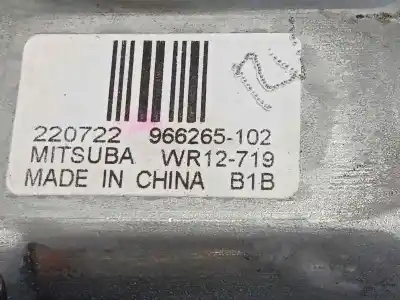 220722 966265-102
MITSUBA WR12-719
MADE IN CHINA B1B